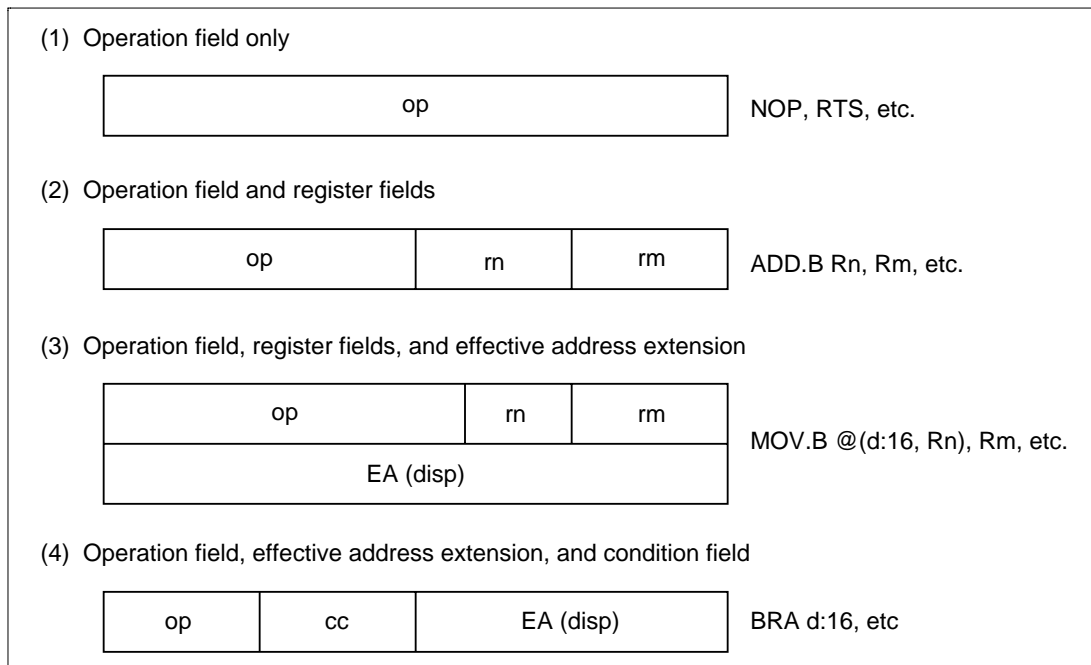 (1) Operation field only
op
NOP, RTS, etc.
(2) Operation field and register fields
op rn rm
ADD.B Rn, Rm, etc.
(3) Operation field, register fields, and effective address extension
op rn rm
MOV.B @(d:16, Rn), Rm, etc.
EA (disp)
(4) Operation field, effective address extension, and condition field
op cc EA (disp)
BRA d:16, etc